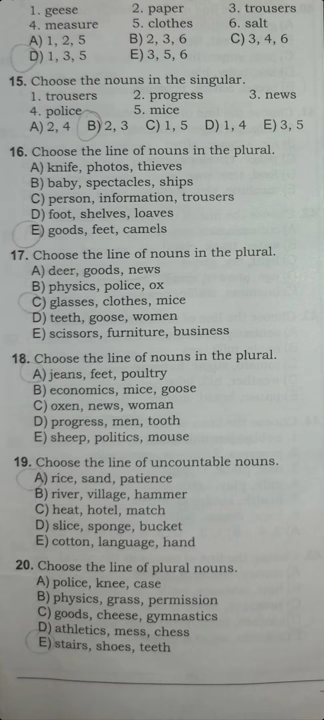 1. geese 2. paper 3. trousers
4. measure 5. clothes 6. salt
A) 1, 2, 5 B) 2, 3, 6 C) 3, 4, 6
D) 1, 3, 5 E) 3, 5, 6
15. Choose the nouns in the singular.
1. trousers 2. progress 3. news
4. police 5. mice
A) 2, 4 B) 2, 3 C) 1, 5 D) 1, 4 E) 3, 5
16. Choose the line of nouns in the plural.
A) knife, photos, thieves
B) baby, spectacles, ships
C) person, information, trousers
D) foot, shelves, loaves
E) goods, feet, camels
17. Choose the line of nouns in the plural.
A) deer, goods, news
B) physics, police, ox
C) glasses, clothes, mice
D) teeth, goose, women
E) scissors, furniture, business
18. Choose the line of nouns in the plural.
A) jeans, feet, poultry
B) economics, mice, goose
C) oxen, news, woman
D) progress, men, tooth
E) sheep, politics, mouse
19. Choose the line of uncountable nouns.
A) rice, sand, patience
B) river, village, hammer
C) heat, hotel, match
D) slice, sponge, bucket
E) cotton, language, hand
20. Choose the line of plural nouns.
A) police, knee, case
B) physics, grass, permission
C) goods, cheese, gymnastics
D) athletics, mess, chess
E) stairs, shoes, teeth